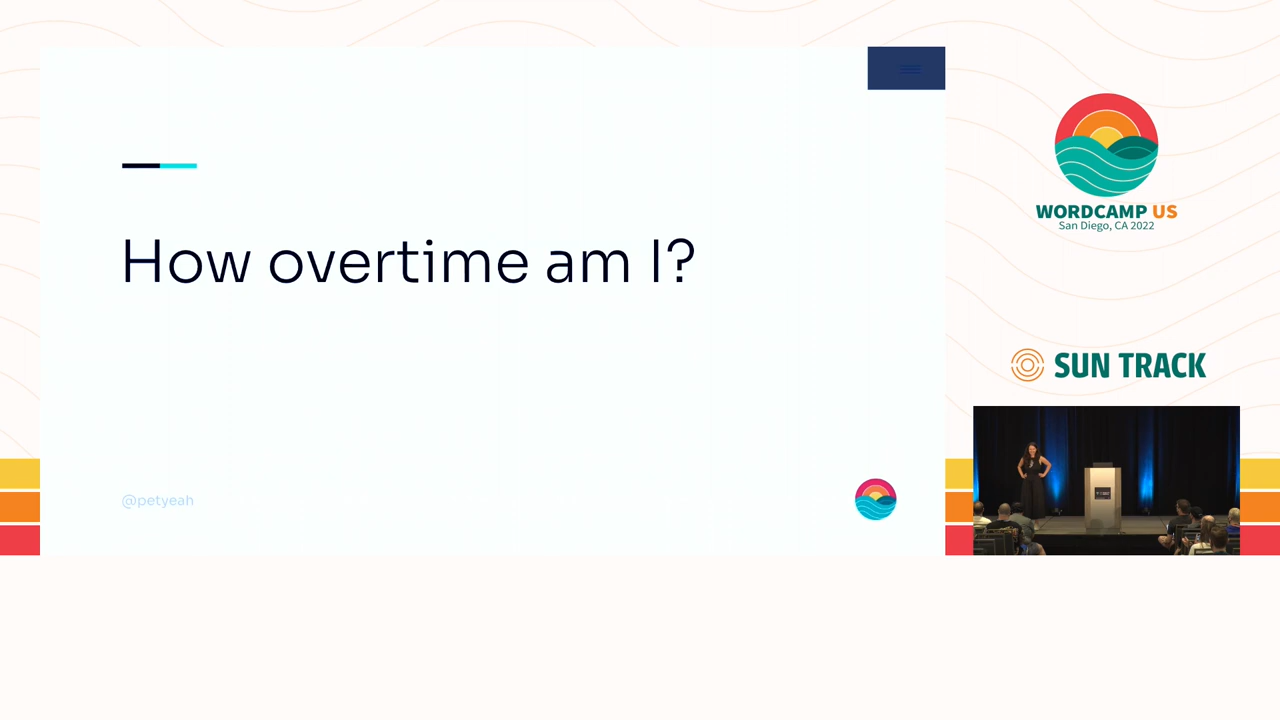 How overtime am I?
@petyeah
WORDCAMP US
San Diego, CA 2022
SUN TRACK